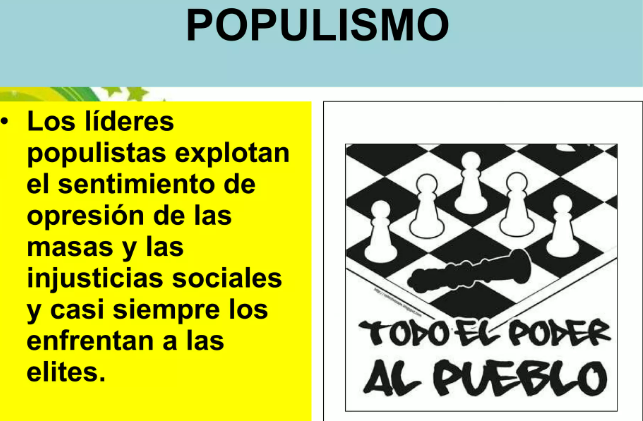 POPULISMO
• Los líderes
populistas explotan
el sentimiento de
opresión de las
masas y las
injusticias sociales
y casi siempre los
enfrentan a las
elites.
TODO EL PODER
AL PUEBLO